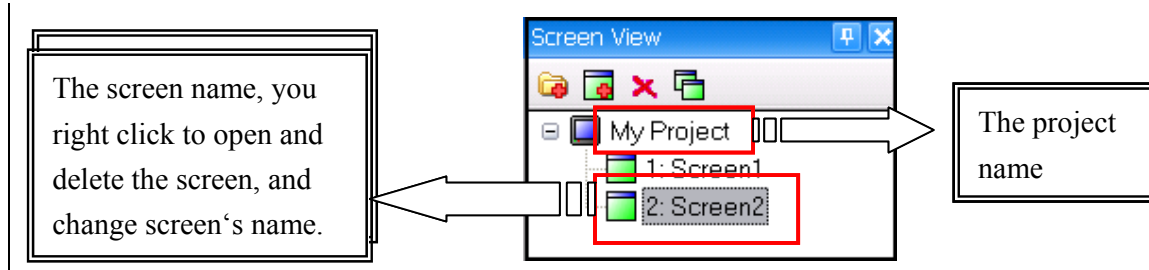 The screen name, you
right click to open and
delete the screen, and
change screen‘s name.
Screen View
My Project
1: Screen1
2: Screen2
The project
name